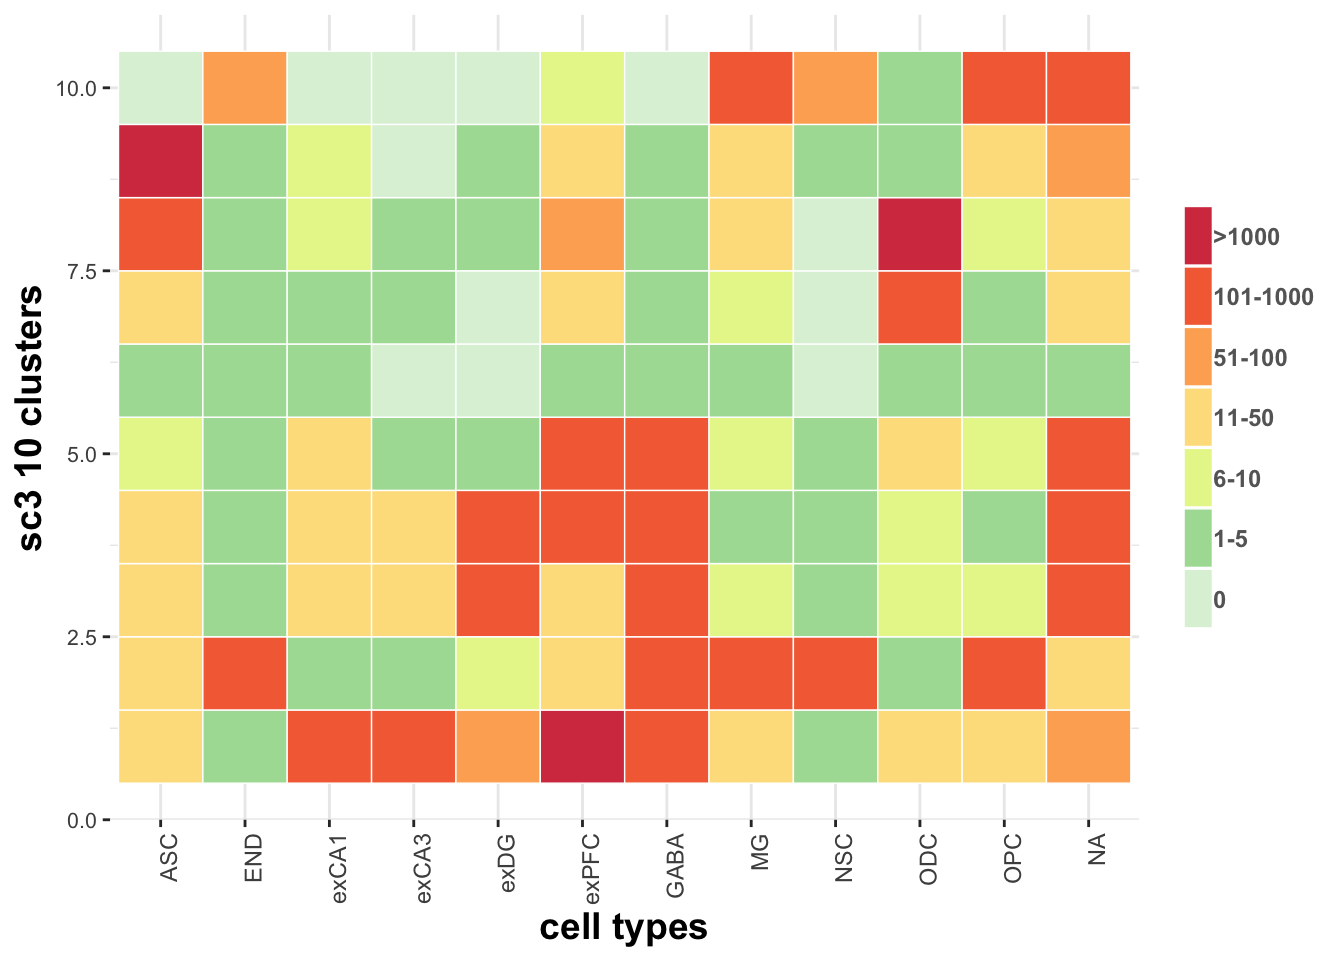 10.0
7.5
5.0
2.5
0.0
sc3 10 clusters
ASC
END
exCA1
exCA3
exDG
exPFC
GABA
MG
NSC
ODC
OPC
NA
cell types
>1000
101-1000
51-100
11-50
6-10
1-5
0